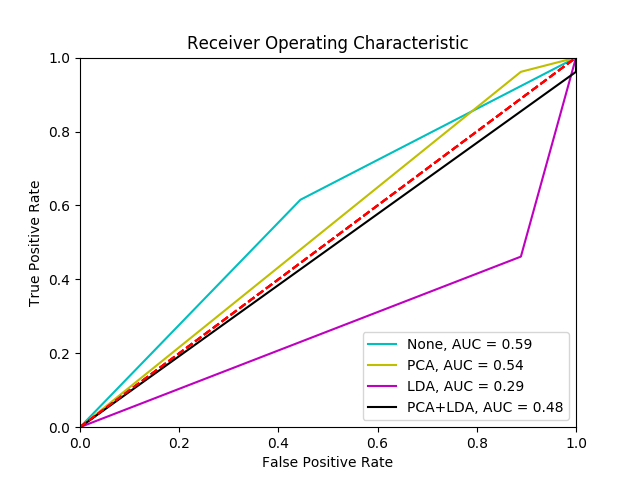 Receiver Operating Characteristic
True Positive Rate
1.0
0.8
0.6
0.4
0.2
0.0
None, AUC = 0.59
PCA, AUC = 0.54
LDA, AUC = 0.29
PCA+LDA, AUC = 0.48
0.0 0.2 0.4 0.6 0.8 1.0
False Positive Rate